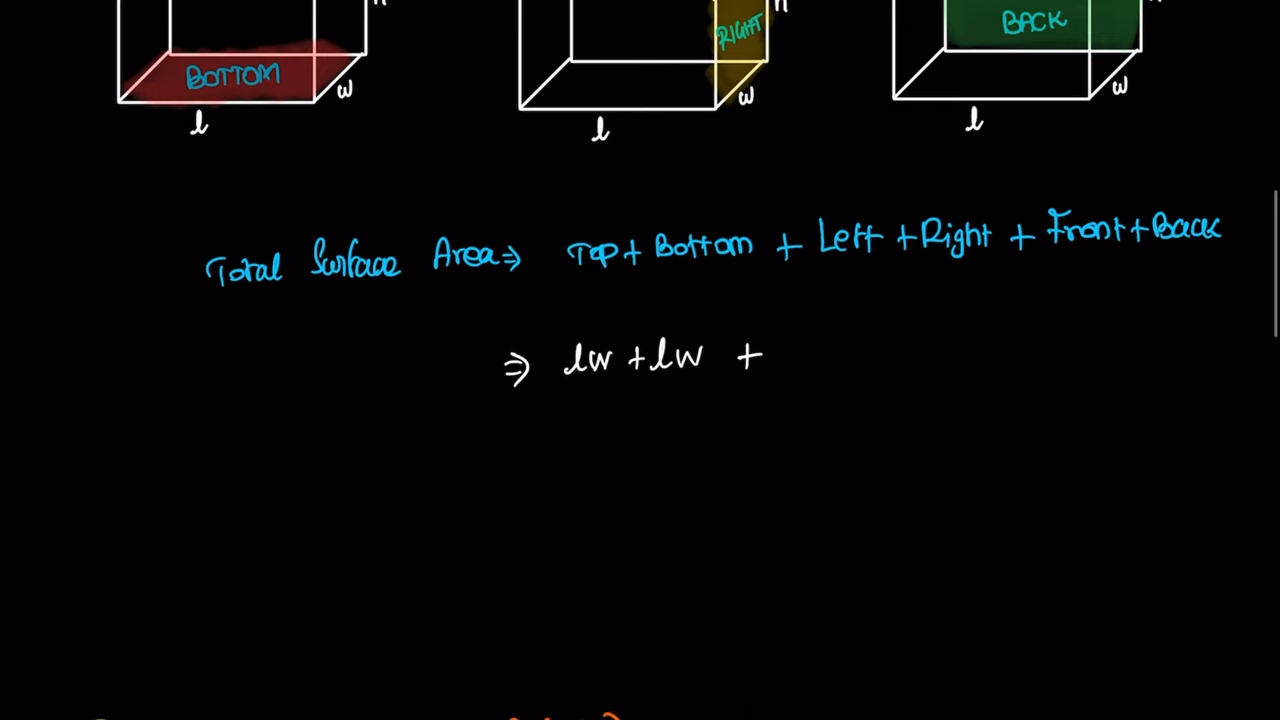 BOTTOM RIGHT BACK
w w w
l l l
Total Surface Area ⇒ Top + Bottom + Left + Right + Front + Back
⇒ lw + lw +